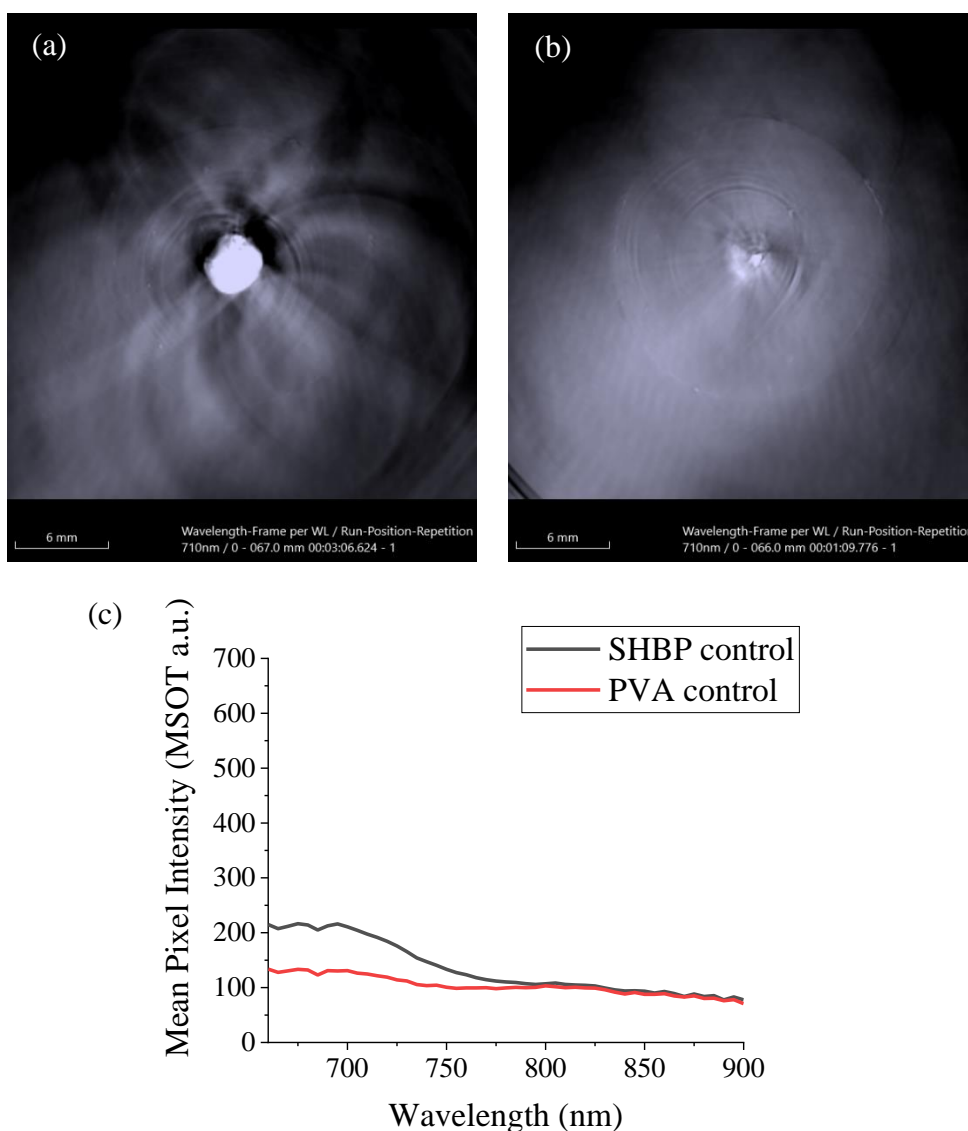 (a)
6 mm
Wavelength-Frame per WL / Run-Position-Repetition
710nm / 0 - 067.0 mm 00:03:06.624 - 1
(b)
6 mm
Wavelength-Frame per WL / Run-Position-Repetition
710nm / 0 - 066.0 mm 00:01:09.776 - 1
(c)
SHBP control
PVA control
Mean Pixel Intensity (MSOT a.u.)
700
600
500
400
300
200
100
0
700 750 800 850 900
Wavelength (nm)